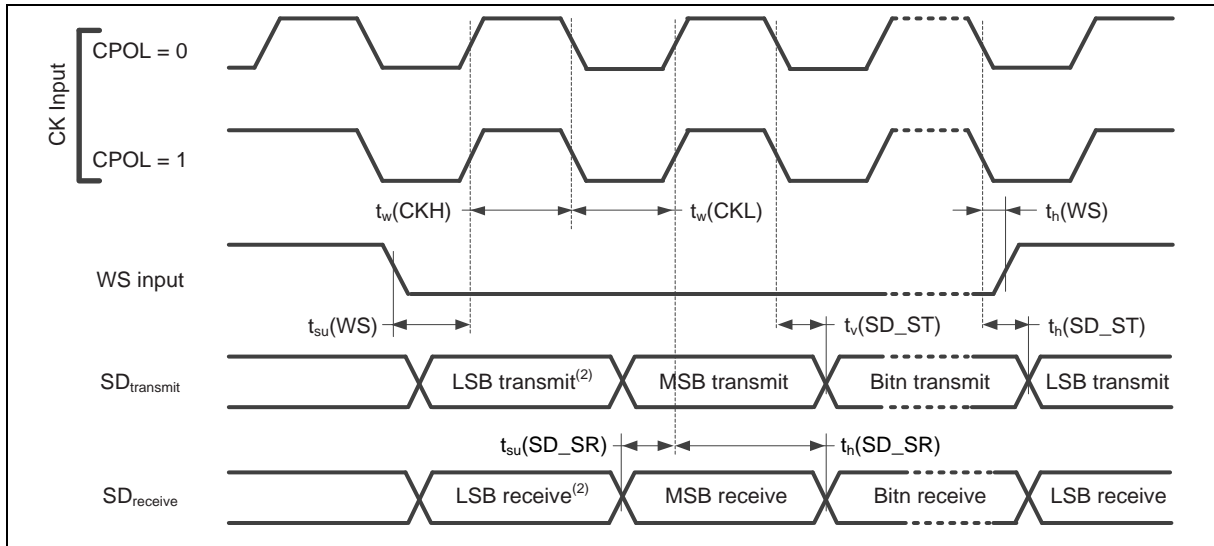 CK Input
CPOL = 0
CPOL = 1
tw(CKH)
tw(CKL)
th(WS)
WS input
tsu(WS)
tv(SD_ST)
th(SD_ST)
SDtransmit
LSB transmit(2)
MSB transmit
Bitn transmit
LSB transmit
tsu(SD_SR)
th(SD_SR)
SDreceive
LSB receive(2)
MSB receive
Bitn receive
LSB receive